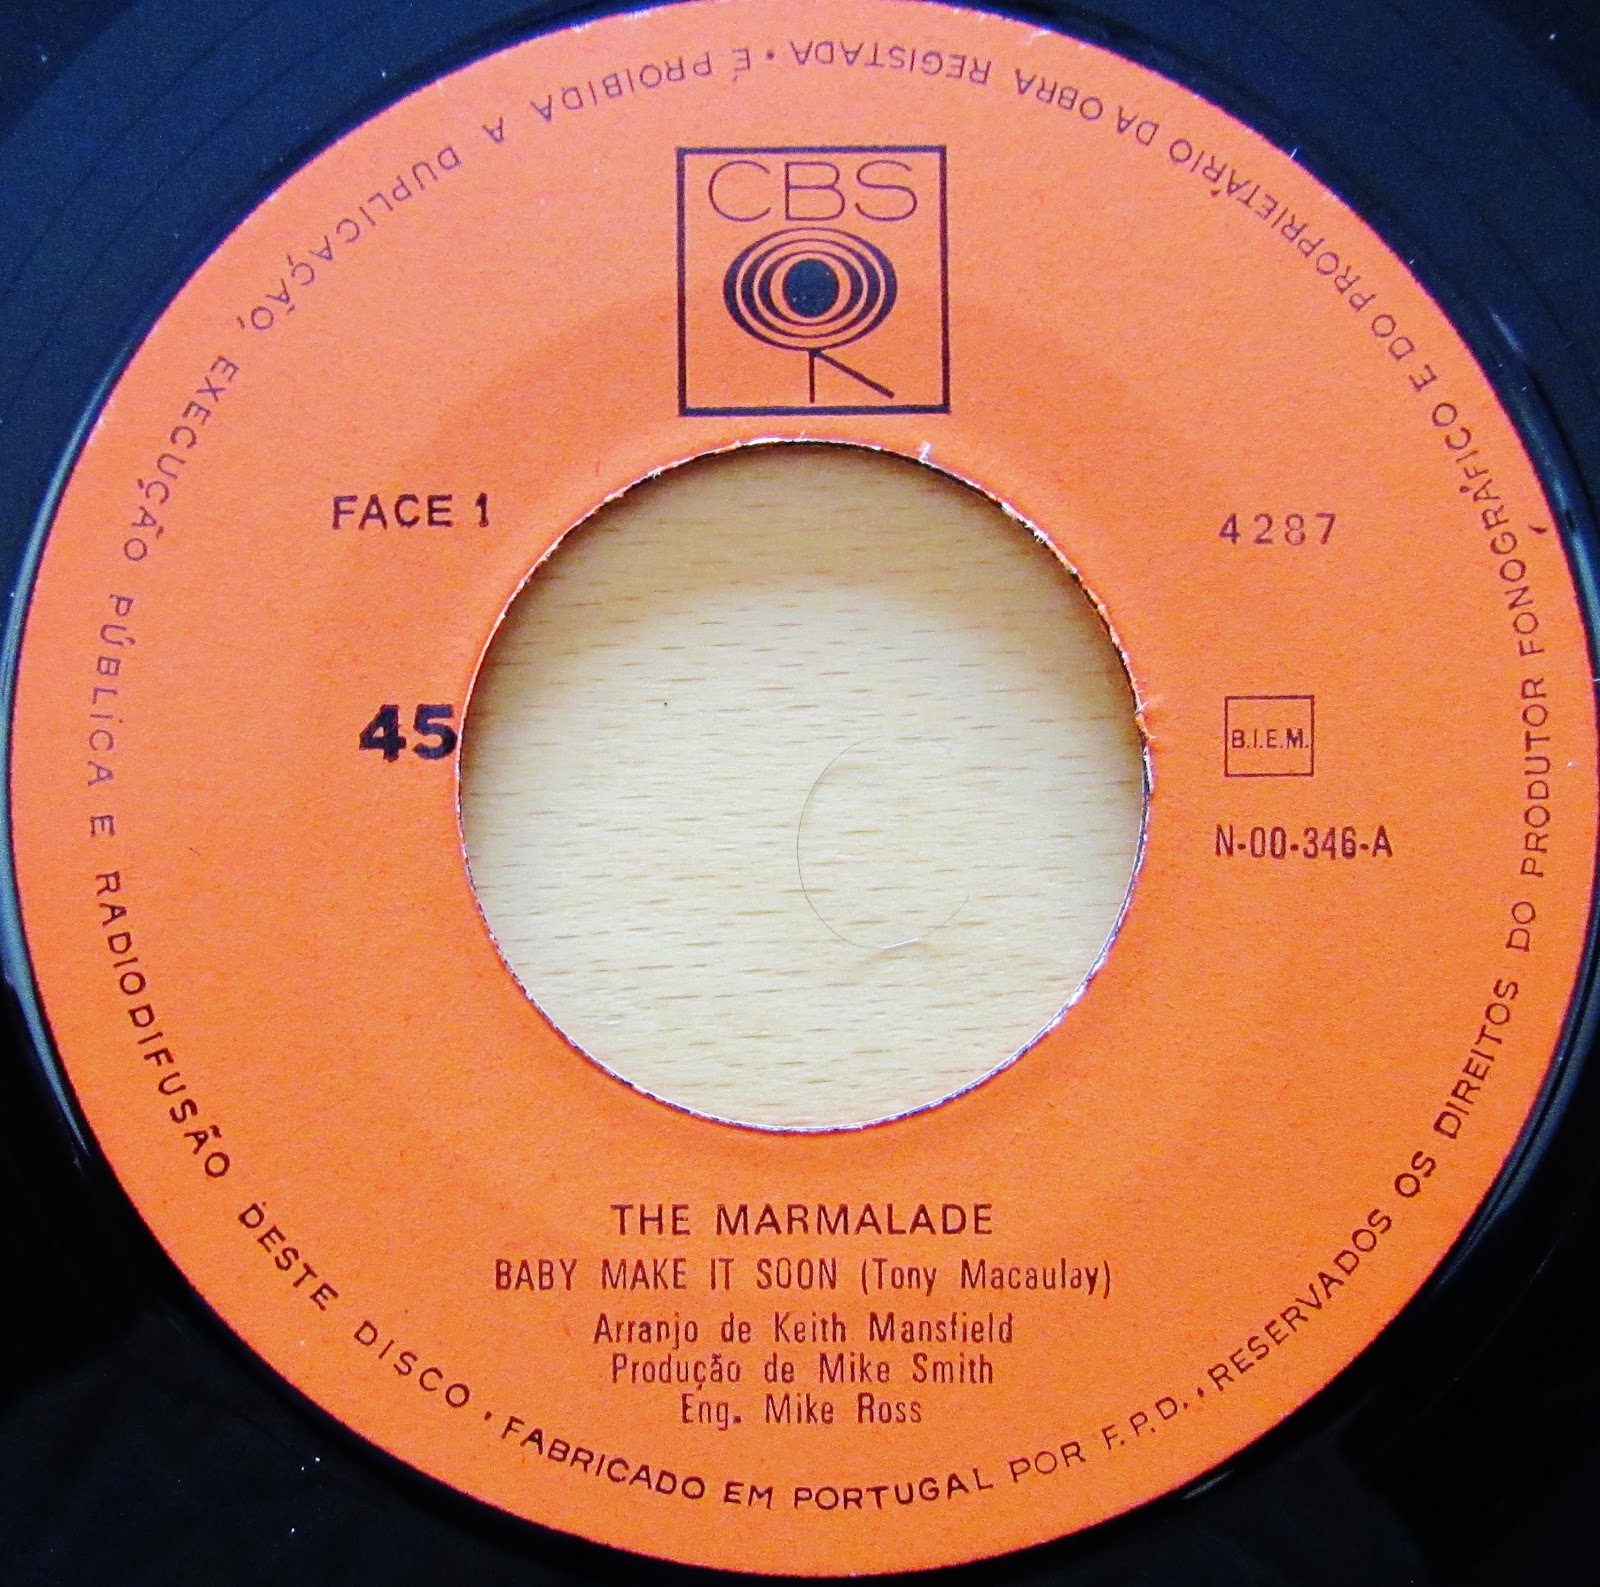 CBS
FACE 1
4287
45
B.I.E.M.
N-00-346-A
THE MARMALADE
BABY MAKE IT SOON (Tony Macaulay)
Arranjo de Keith Mansfield
Produção de Mike Smith
Eng. Mike Ross
FABRICADO EM PORTUGAL POR F.P.D. • RESERVADOS OS DIREITOS DO PRODUTOR FONOGRÁFICO E DO PROPRIETÁRIO DA OBRA REGISTADA • É PROIBIDA A DUPLICAÇÃO, EXECUÇÃO PÚBLICA E RADIODIFUSÃO DESTE DISCO •